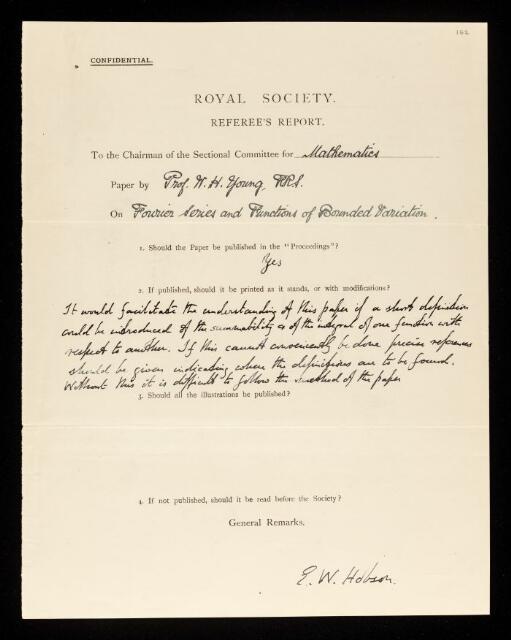 162
CONFIDENTIAL.
ROYAL SOCIETY.
REFEREE'S REPORT.
To the Chairman of the Sectional Committee for Mathematics
Paper by Prof. W. H. Young, F.R.S.
On Fourier Series and Functions of Bounded Variation.
1. Should the Paper be published in the "Proceedings"?
Yes
2. If published, should it be printed as it stands, or with modifications?
It would facilitate the understanding of this paper if a short definition
could be introduced of the summability & of the integral of one function with
respect to another. If this cannot conveniently be done precise references
should be given indicating where the definitions are to be found.
Without this it is difficult to follow the method of the paper
3. Should all the illustrations be published?
4. If not published, should it be read before the Society?
General Remarks.
E. W. Hobson.